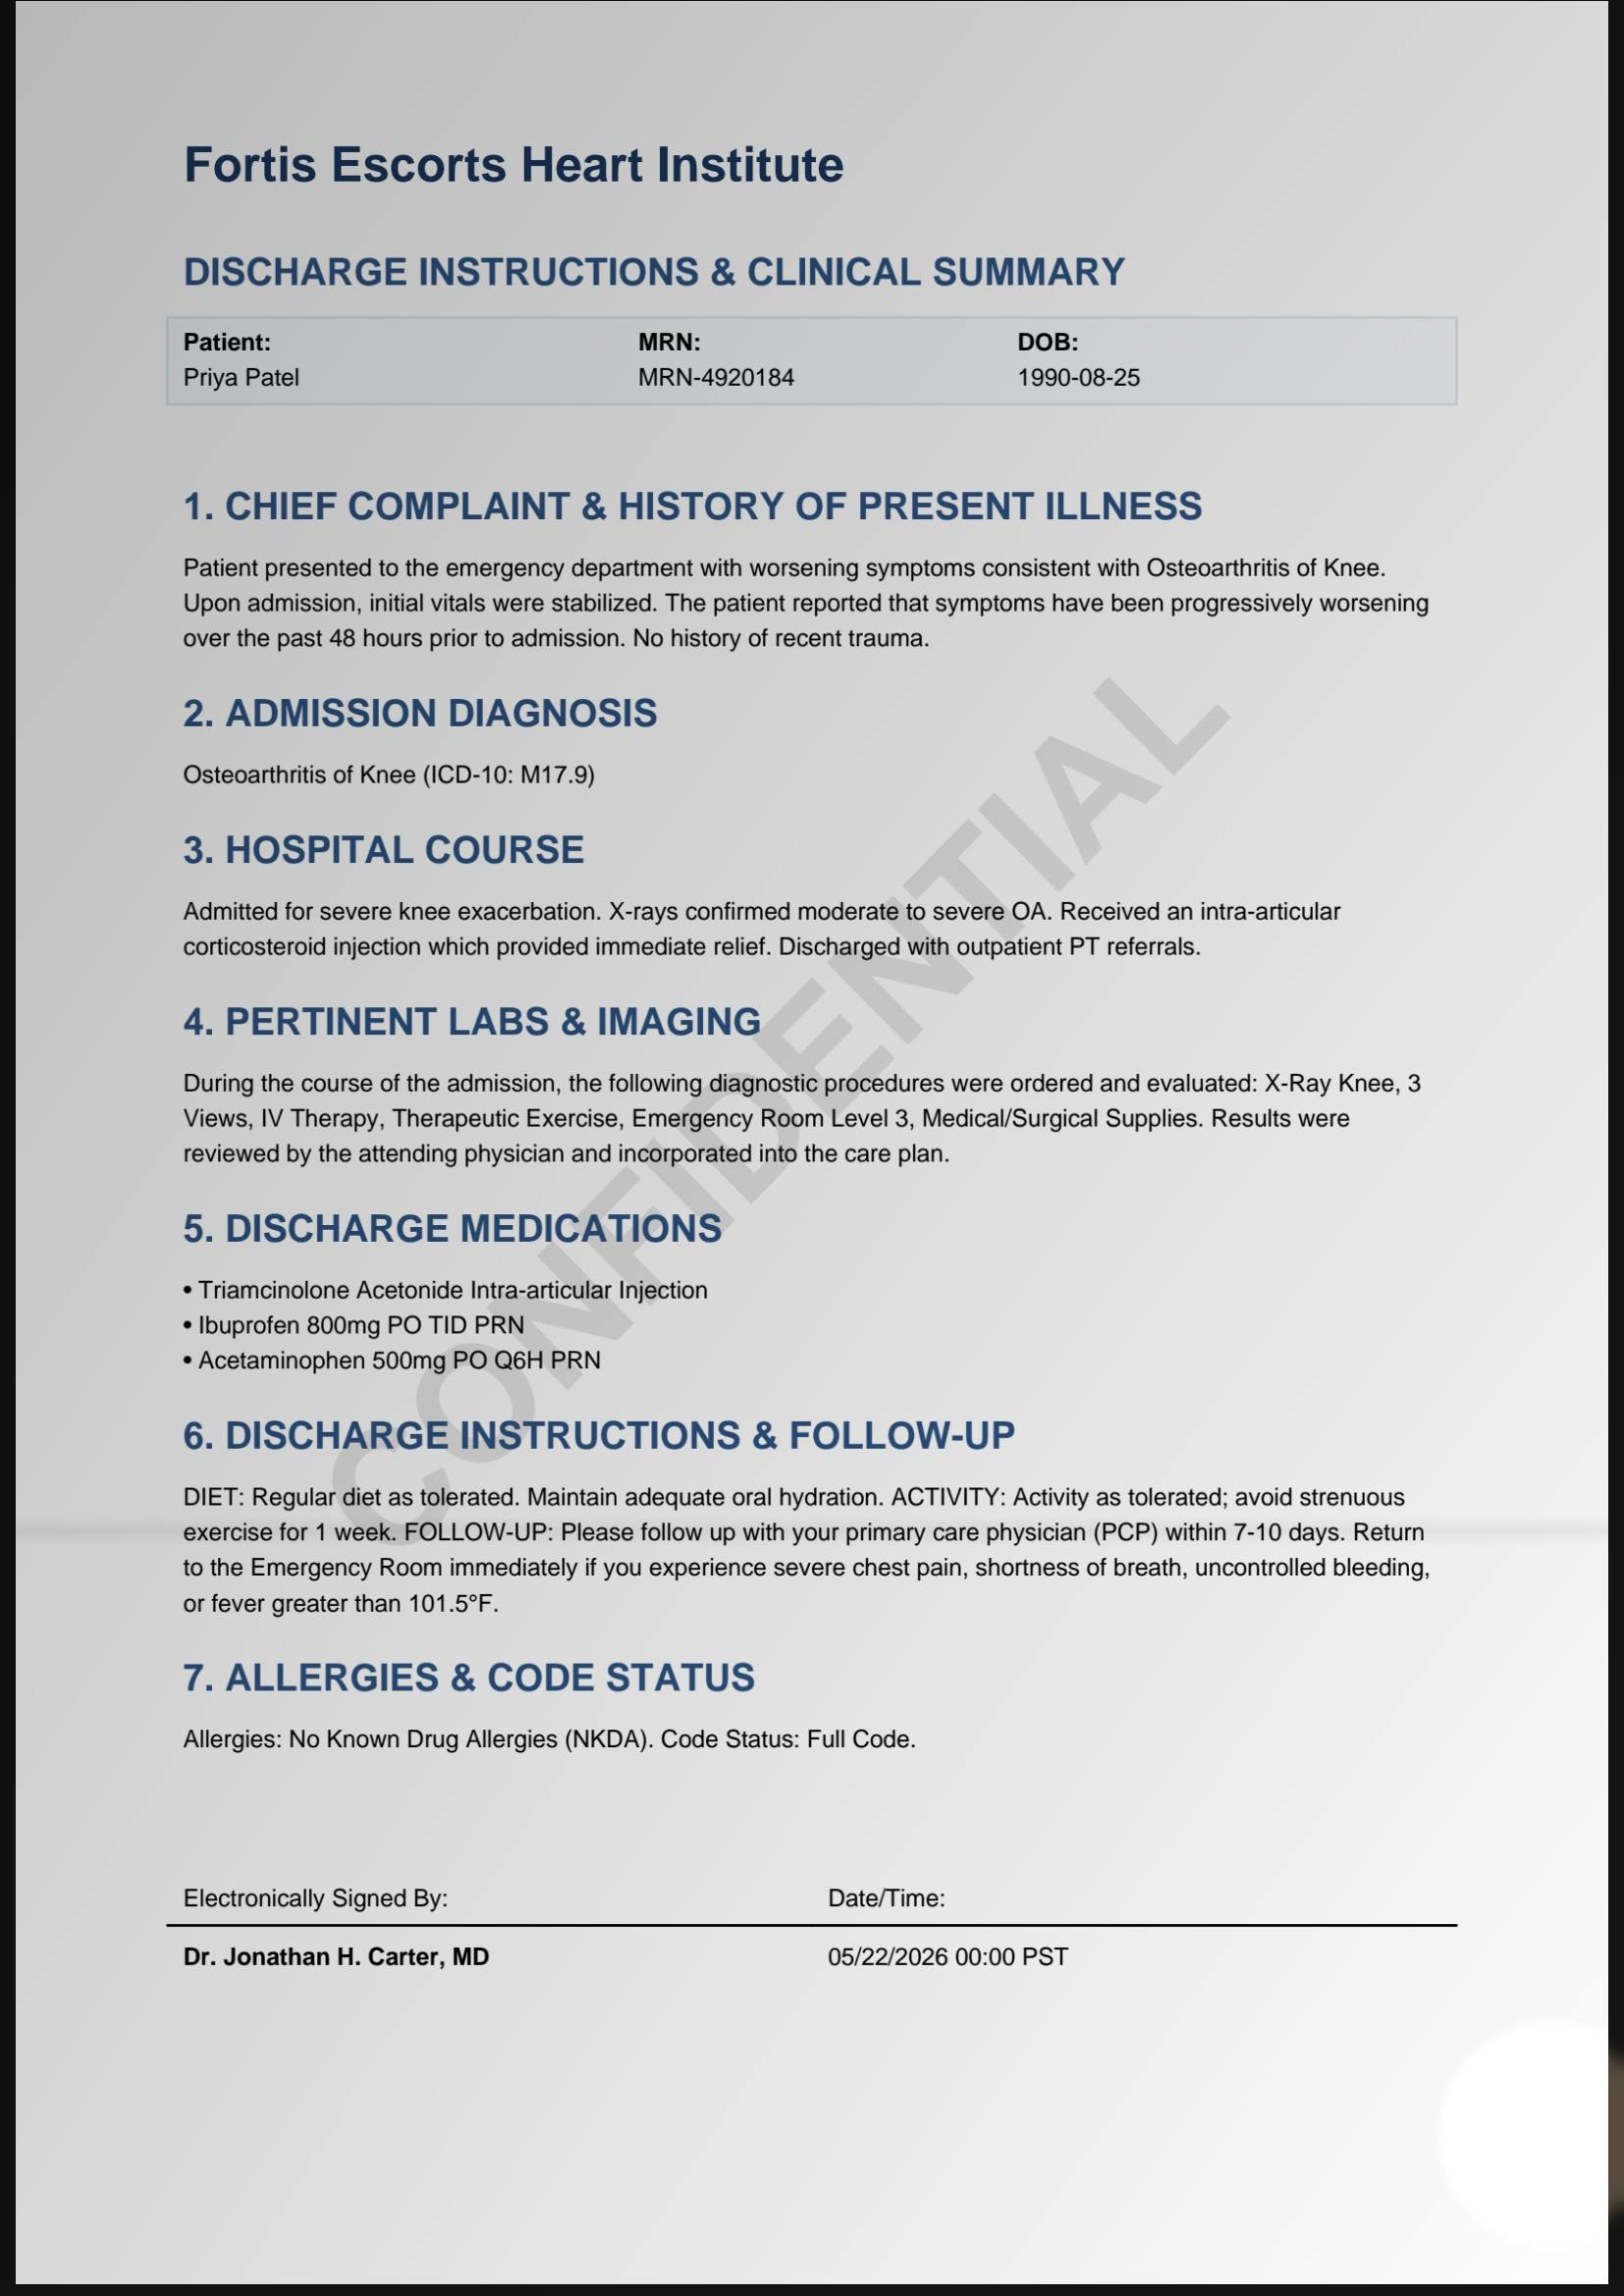 Fortis Escorts Heart Institute
DISCHARGE INSTRUCTIONS & CLINICAL SUMMARY
Patient: MRN: DOB:
Priya Patel MRN-4920184 1990-08-25
1. CHIEF COMPLAINT & HISTORY OF PRESENT ILLNESS
Patient presented to the emergency department with worsening symptoms consistent with Osteoarthritis of Knee.
Upon admission, initial vitals were stabilized. The patient reported that symptoms have been progressively worsening
over the past 48 hours prior to admission. No history of recent trauma.
2. ADMISSION DIAGNOSIS
Osteoarthritis of Knee (ICD-10: M17.9)
3. HOSPITAL COURSE
Admitted for severe knee exacerbation. X-rays confirmed moderate to severe OA. Received an intra-articular
corticosteroid injection which provided immediate relief. Discharged with outpatient PT referrals.
4. PERTINENT LABS & IMAGING
During the course of the admission, the following diagnostic procedures were ordered and evaluated: X-Ray Knee, 3
Views, IV Therapy, Therapeutic Exercise, Emergency Room Level 3, Medical/Surgical Supplies. Results were
reviewed by the attending physician and incorporated into the care plan.
5. DISCHARGE MEDICATIONS
• Triamcinolone Acetonide Intra-articular Injection
• Ibuprofen 800mg PO TID PRN
• Acetaminophen 500mg PO Q6H PRN
6. DISCHARGE INSTRUCTIONS & FOLLOW-UP
DIET: Regular diet as tolerated. Maintain adequate oral hydration. ACTIVITY: Activity as tolerated; avoid strenuous
exercise for 1 week. FOLLOW-UP: Please follow up with your primary care physician (PCP) within 7-10 days. Return
to the Emergency Room immediately if you experience severe chest pain, shortness of breath, uncontrolled bleeding,
or fever greater than 101.5°F.
7. ALLERGIES & CODE STATUS
Allergies: No Known Drug Allergies (NKDA). Code Status: Full Code.
Electronically Signed By: Date/Time:
Dr. Jonathan H. Carter, MD 05/22/2026 00:00 PST
CONFIDENTIAL